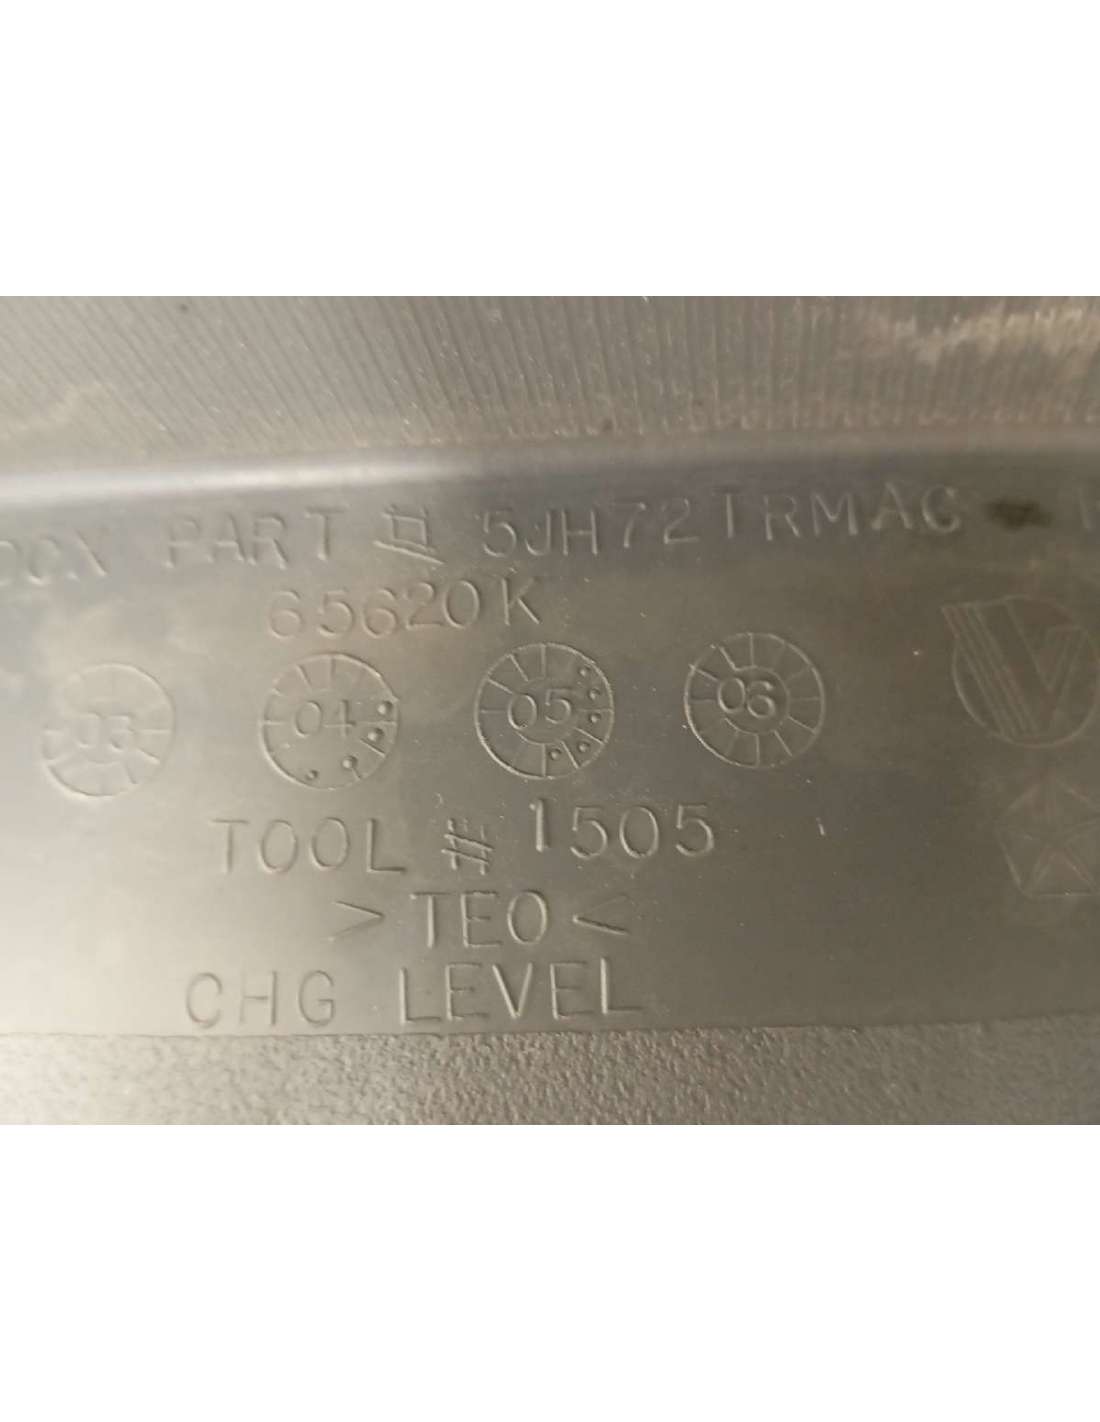 PART # 5JH72TRMAC
65620K
03 04 05 06
TOOL # 1505
>TEO<
CHG LEVEL